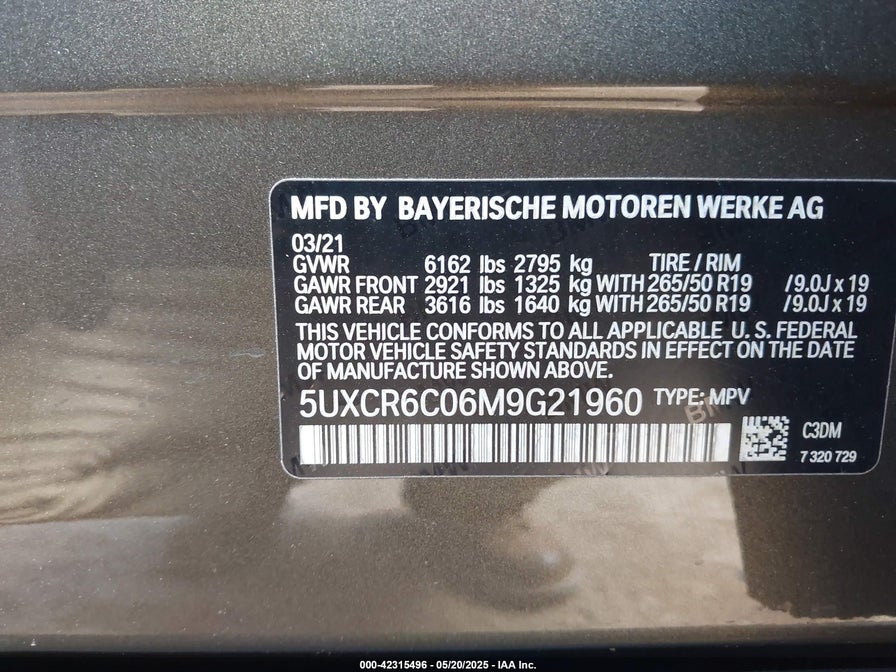 MFD BY BAYERISCHE MOTOREN WERKE AG
03/21
GVWR 6162 lbs 2795 kg TIRE / RIM
GAWR FRONT 2921 lbs 1325 kg WITH 265/50 R19 /9.0J x 19
GAWR REAR 3616 lbs 1640 kg WITH 265/50 R19 /9.0J x 19
THIS VEHICLE CONFORMS TO ALL APPLICABLE U. S. FEDERAL
MOTOR VEHICLE SAFETY STANDARDS IN EFFECT ON THE DATE
OF MANUFACTURE SHOWN ABOVE.
5UXCR6C06M9G21960 TYPE: MPV
C3DM
7 320 729
000-42315496 - 05/20/2025 - IAA Inc.